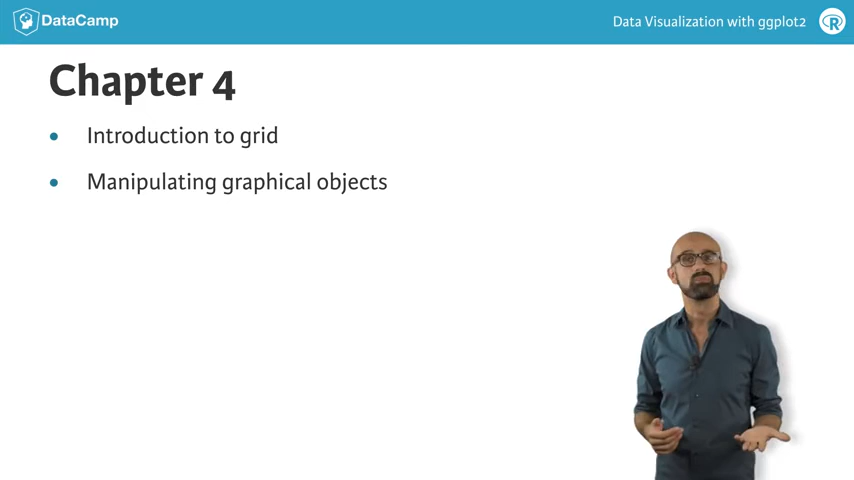 DataCamp
Data Visualization with ggplot2
R
Chapter 4
• Introduction to grid
• Manipulating graphical objects